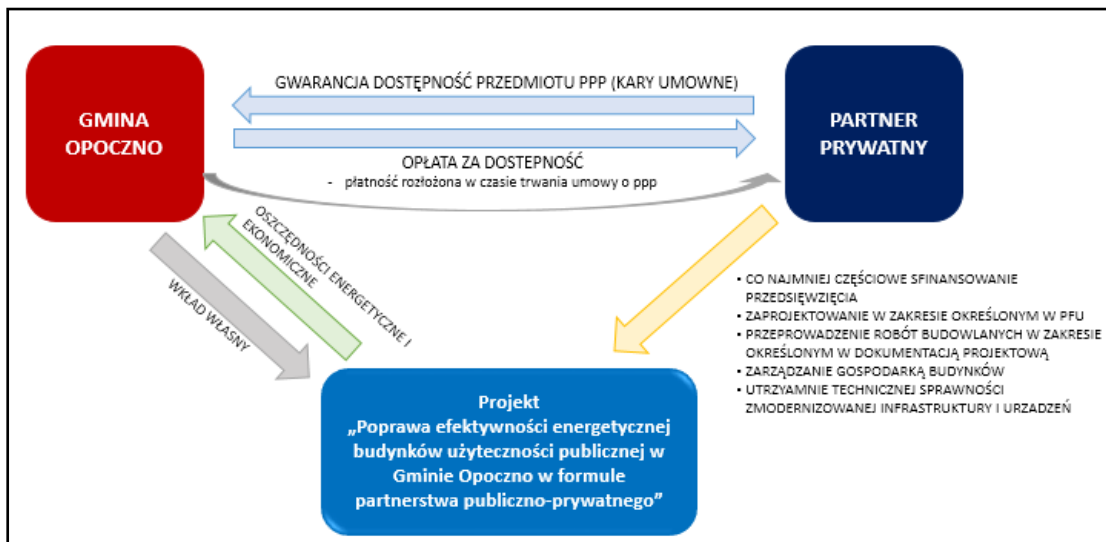 GWARANCJA DOSTĘPNOŚĆ PRZEDMIOTU PPP (KARY UMOWNE)
GMINA
OPOCZNO
PARTNER
PRYWATNY
OPŁATA ZA DOSTEPNOŚĆ
- płatność rozłożona w czasie trwania umowy o ppp
OSZCZĘDNOŚCI ENERGETYCZNE I
EKONOMICZNE
WKŁAD WŁASNY
• CO NAJMNIEJ CZĘŚCIOWE SFINANSOWANIE
PRZEDSIĘWZIĘCIA
• ZAPROJEKTOWANIE W ZAKRESIE OKREŚLONYM W PFU
• PRZEPROWADZENIE ROBÓT BUDOWLANYCH W ZAKRESIE
OKREŚLONYM W DOKUMENTACJĄ PROJEKTOWĄ
• ZARZĄDZANIE GOSPODARKĄ BUDYNKÓW
• UTRZYAMNIE TECHNICZNEJ SPRAWNOŚCI
ZMODERNIZOWANEJ INFRASTRUKTURY I URZADZEŃ
Projekt
„Poprawa efektywności energetycznej
budynków użyteczności publicznej w
Gminie Opoczno w formule
partnerstwa publiczno-prywatnego”